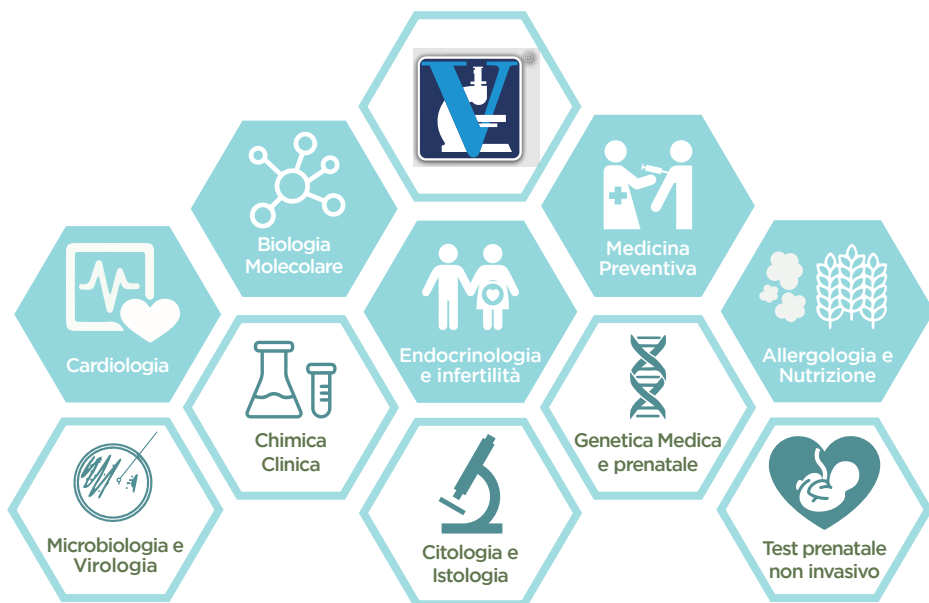 V
®
Biologia
Molecolare
Medicina
Preventiva
Cardiologia
Endocrinologia
e infertilità
Allergologia e
Nutrizione
Chimica
Clinica
Genetica Medica
e prenatale
Microbiologia e
Virologia
Citologia e
Istologia
Test prenatale
non invasivo